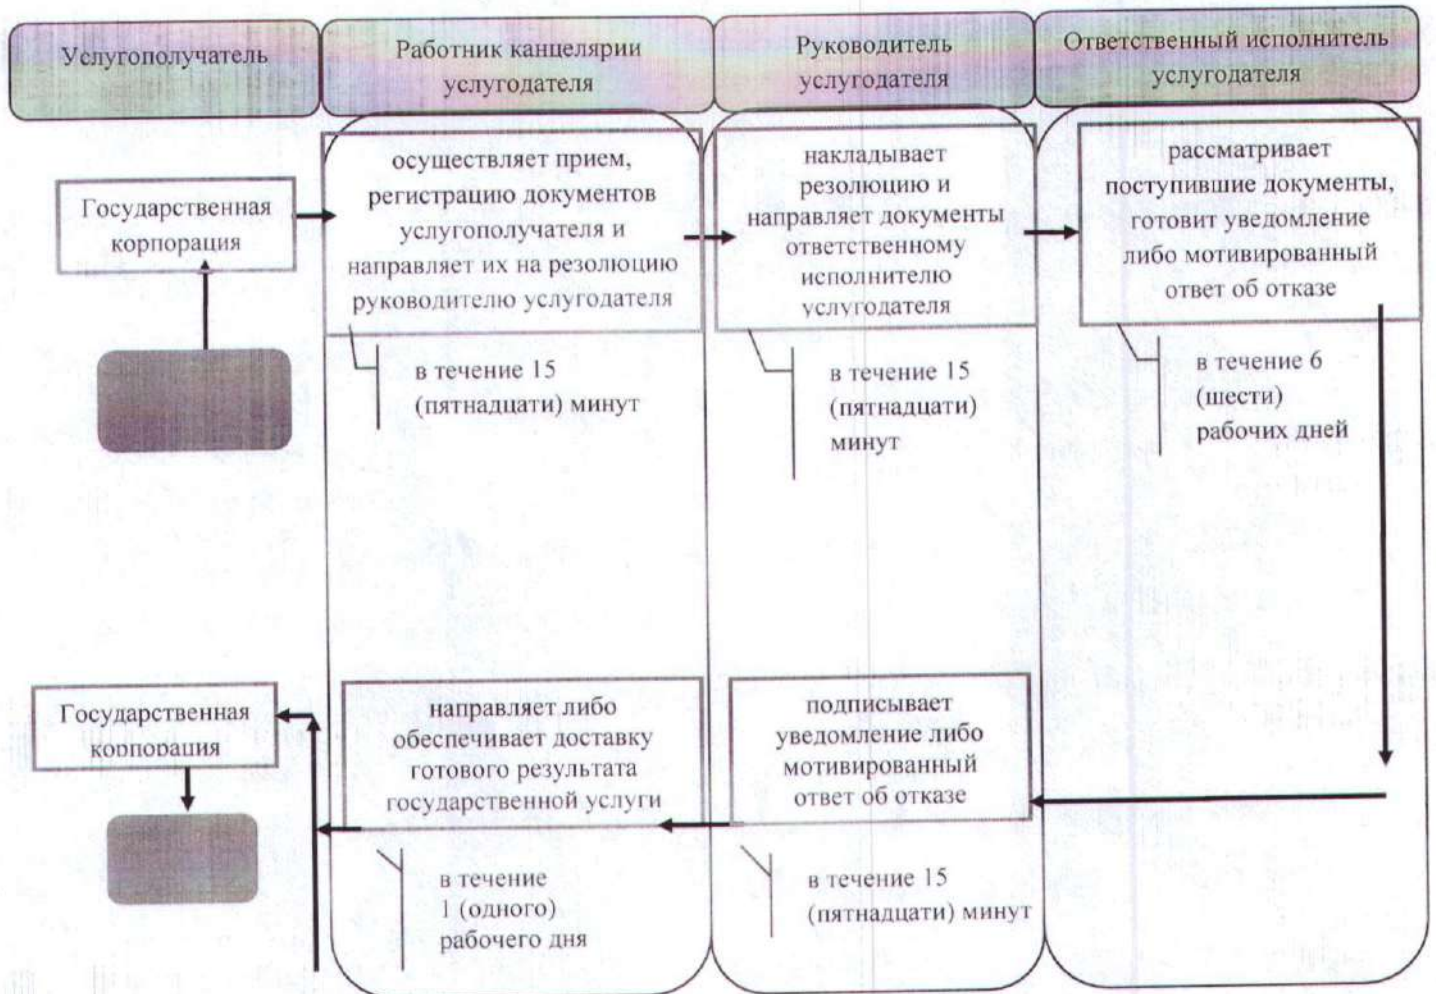 Услугополучатель
Работник канцелярии
услугодателя
Руководитель
услугодателя
Ответственный исполнитель
услугодателя
Государственная
корпорация
осуществляет прием,
регистрацию документов
услугополучателя и
направляет их на резолюцию
руководителю услугодателя
в течение 15
(пятнадцати) минут
накладывает
резолюцию и
направляет документы
ответственному
исполнителю
услугодателя
в течение 15
(пятнадцати)
минут
рассматривает
поступившие документы,
готовит уведомление
либо мотивированный
ответ об отказе
в течение 6
(шести)
рабочих дней
Государственная
корпорация
направляет либо
обеспечивает доставку
готового результата
государственной услуги
в течение
1 (одного)
рабочего дня
подписывает
уведомление либо
мотивированный
ответ об отказе
в течение 15
(пятнадцати) минут